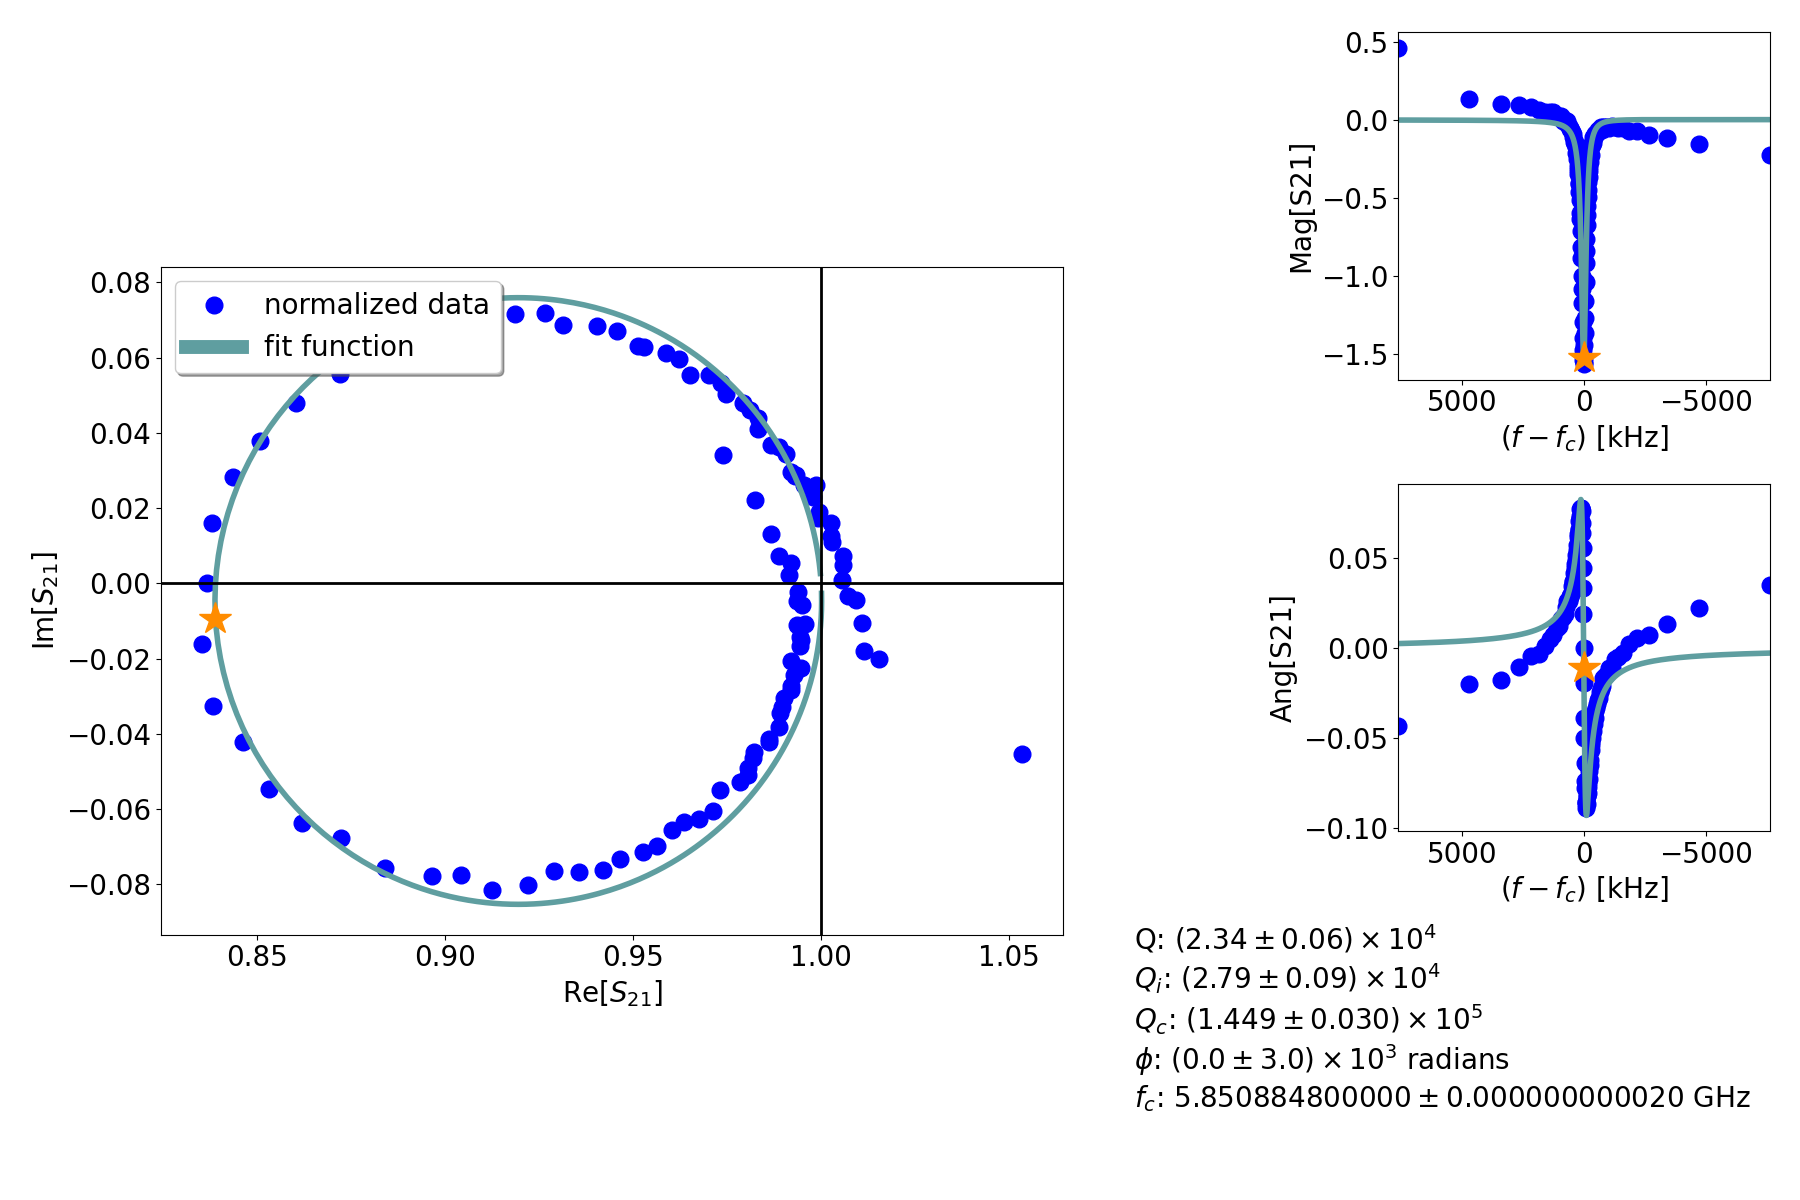 normalized data
fit function
0.08
0.06
0.04
0.02
0.00
−0.02
−0.04
−0.06
−0.08
Im[S21]
0.85
0.90
0.95
1.00
1.05
Re[S21]
0.5
0.0
−0.5
−1.0
−1.5
Mag[S21]
5000
0
−5000
(f − fc) [kHz]
0.05
0.00
−0.05
−0.10
Ang[S21]
5000
0
−5000
(f − fc) [kHz]
Q: (2.34 ± 0.06) × 10⁴
Qi: (2.79 ± 0.09) × 10⁴
Qc: (1.449 ± 0.030) × 10⁵
ϕ: (0.0 ± 3.0) × 10³ radians
fc: 5.850884800000 ± 0.000000000020 GHz